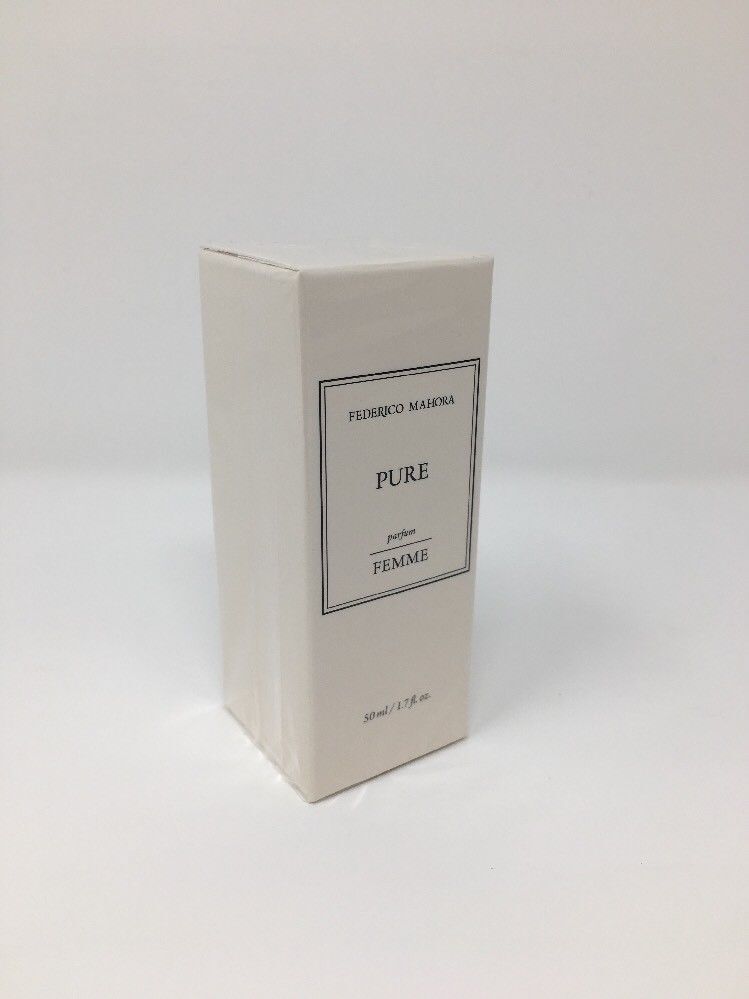 FEDERICO MAHORA
PURE
parfum
FEMME
50 ml / 1.7 fl. oz.